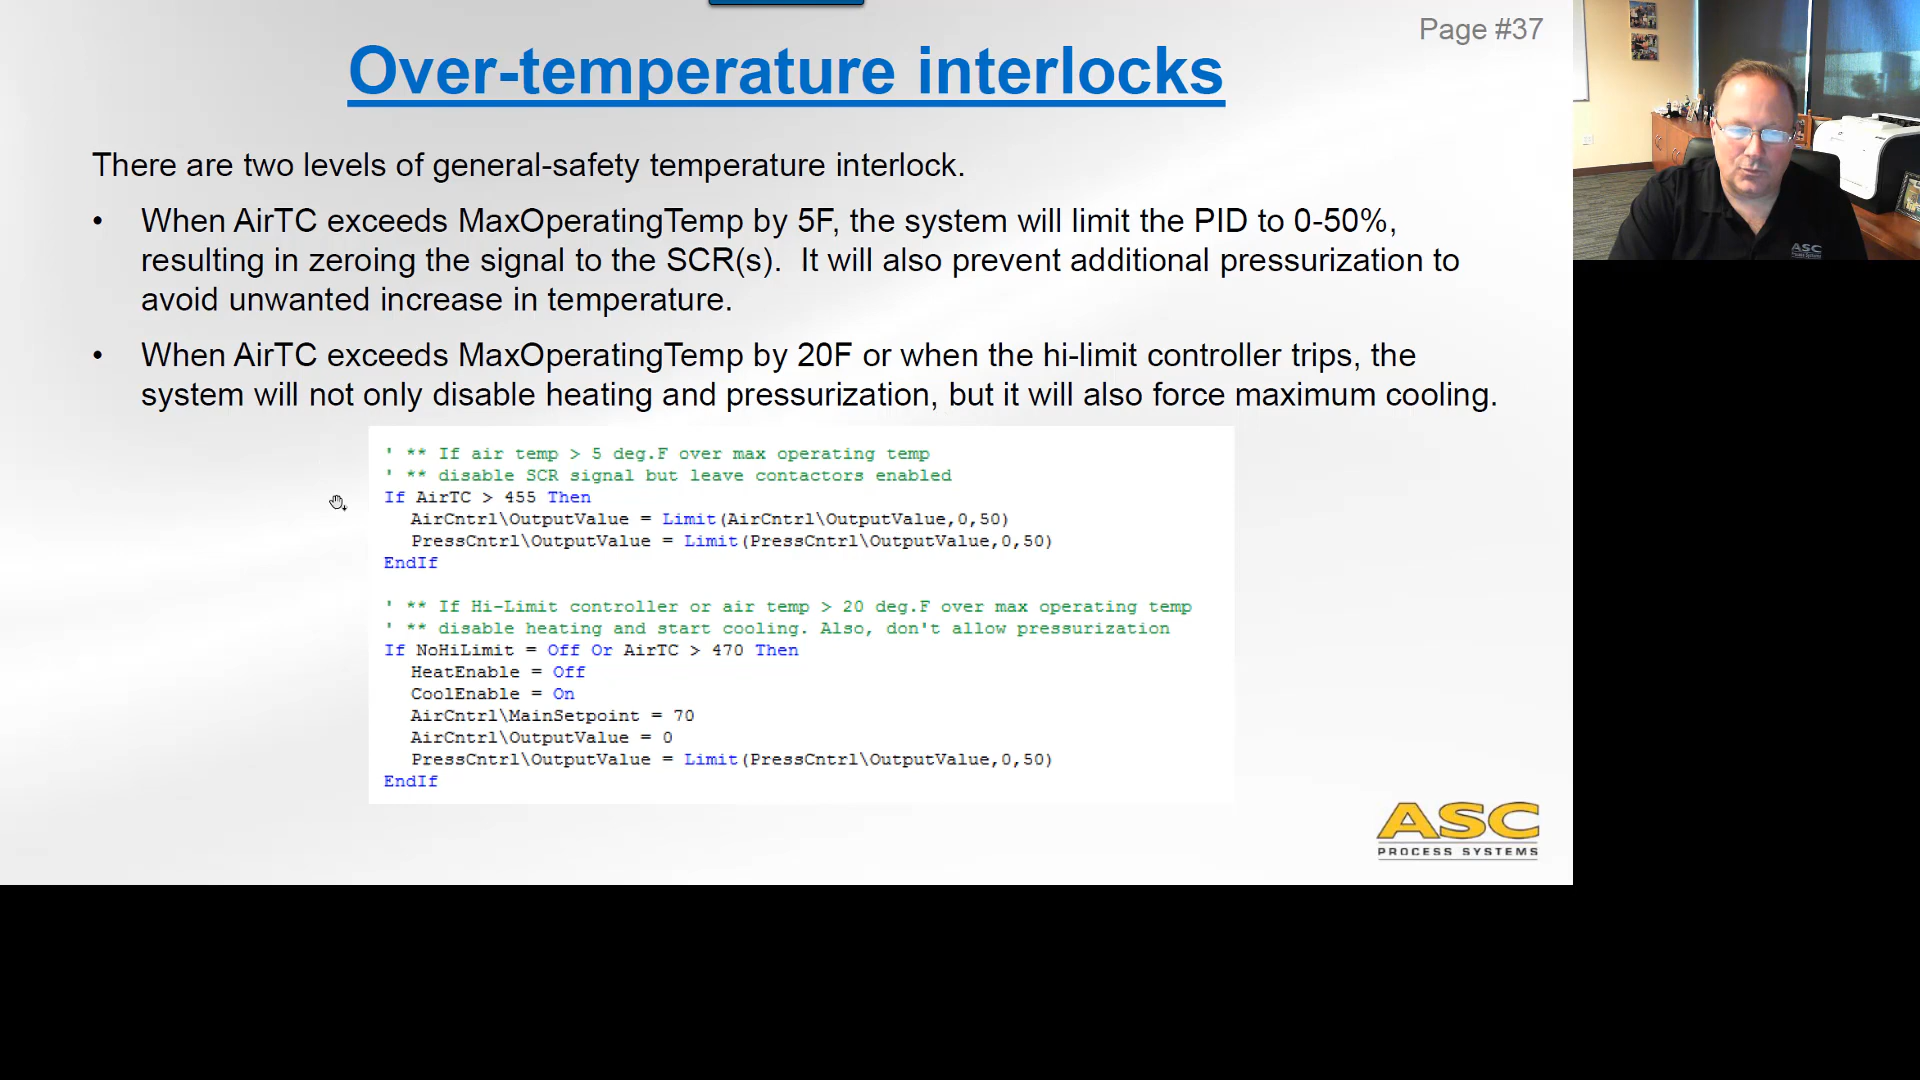 Page #37
Over-temperature interlocks
There are two levels of general-safety temperature interlock.
• When AirTC exceeds MaxOperatingTemp by 5F, the system will limit the PID to 0-50%,
resulting in zeroing the signal to the SCR(s).  It will also prevent additional pressurization to
avoid unwanted increase in temperature.
• When AirTC exceeds MaxOperatingTemp by 20F or when the hi-limit controller trips, the
system will not only disable heating and pressurization, but it will also force maximum cooling.
' ** If air temp > 5 deg.F over max operating temp
' ** disable SCR signal but leave contactors enabled
If AirTC > 455 Then
AirCntrl\OutputValue = Limit(AirCntrl\OutputValue,0,50)
PressCntrl\OutputValue = Limit(PressCntrl\OutputValue,0,50)
EndIf
' ** If Hi-Limit controller or air temp > 20 deg.F over max operating temp
' ** disable heating and start cooling. Also, don't allow pressurization
If NoHiLimit = Off Or AirTC > 470 Then
HeatEnable = Off
CoolEnable = On
AirCntrl\MainSetpoint = 70
AirCntrl\OutputValue = 0
PressCntrl\OutputValue = Limit(PressCntrl\OutputValue,0,50)
EndIf
ASC
PROCESS SYSTEMS
ASC